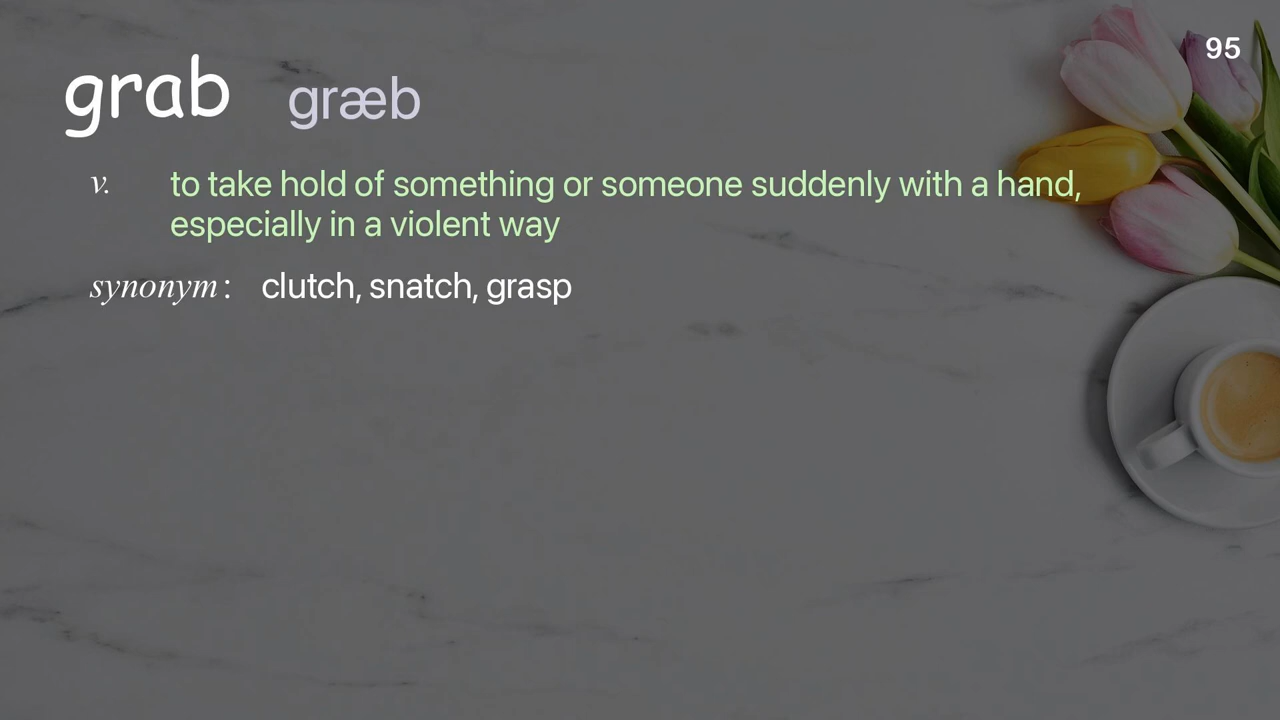 95
grab græb
v. to take hold of something or someone suddenly with a hand,
especially in a violent way
synonym : clutch, snatch, grasp